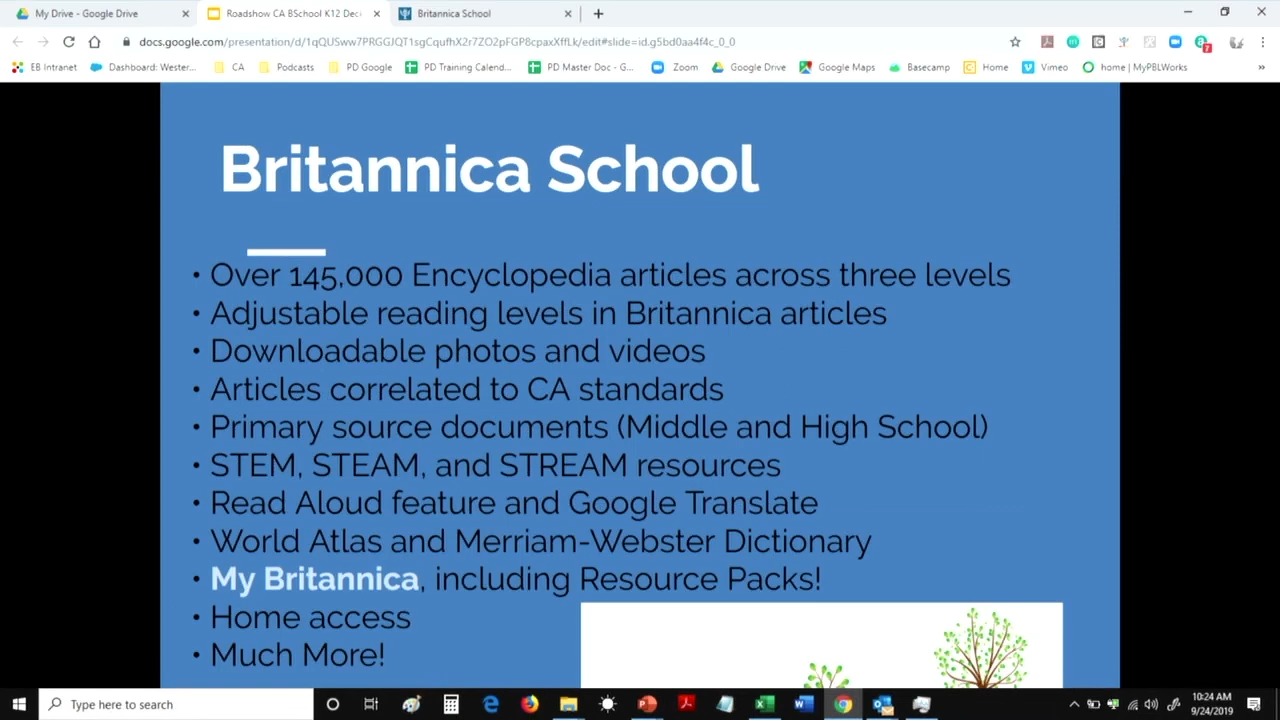 My Drive - Google Drive
Roadshow CA BSchool K12 Dec
Britannica School
docs.google.com/presentation/d/1qQUSww7PRGGJQT1sgCqufhX2r7ZO2pFGP8cpaxXffLk/edit#slide=id.g5bd0aa4f4c_0_0
EB Intranet
Dashboard: Wester...
CA
Podcasts
PD Google
PD Training Calend...
PD Master Doc - G...
Zoom
Google Drive
Google Maps
Basecamp
Home
Vimeo
home | MyPBLWorks
Britannica School
• Over 145,000 Encyclopedia articles across three levels
• Adjustable reading levels in Britannica articles
• Downloadable photos and videos
• Articles correlated to CA standards
• Primary source documents (Middle and High School)
• STEM, STEAM, and STREAM resources
• Read Aloud feature and Google Translate
• World Atlas and Merriam-Webster Dictionary
• My Britannica, including Resource Packs!
• Home access
• Much More!
Type here to search
10:24 AM
9/24/2019